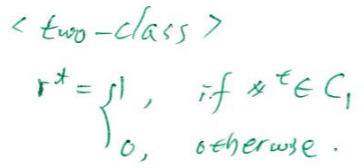 < two-class >
r^t = { 1, if x^t ∈ C_1
0, otherwise.